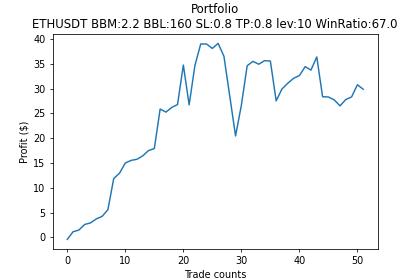 Portfolio
ETHUSDT BBM:2.2 BBL:160 SL:0.8 TP:0.8 lev:10 WinRatio:67.0
40
35
30
25
20
15
10
5
0
Profit ($)
0 10 20 30 40 50
Trade counts